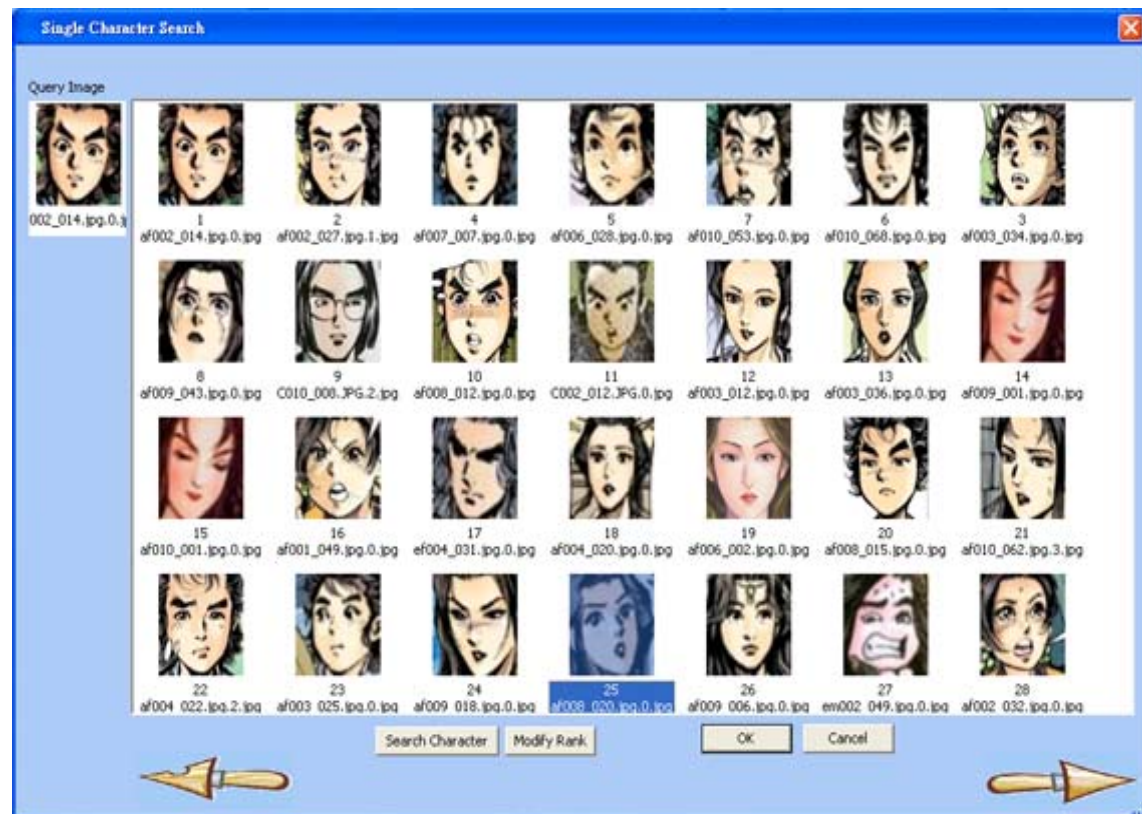 Single Character Search
Query Image
002_014.jpg.0.j
1 2 4 5 7 6 3
af002_014.jpg.0.jpg af002_027.jpg.1.jpg af007_007.jpg.0.jpg af006_028.jpg.0.jpg af010_053.jpg.0.jpg af010_068.jpg.0.jpg af003_034.jpg.0.jpg
8 9 10 11 12 13 14
af009_043.jpg.0.jpg C010_008.JPG.2.jpg af008_012.jpg.0.jpg C002_012.JPG.0.jpg af003_012.jpg.0.jpg af003_036.jpg.0.jpg af009_001.jpg.0.jpg
15 16 17 18 19 20 21
af010_001.jpg.0.jpg af001_049.jpg.0.jpg ef004_031.jpg.0.jpg af004_020.jpg.0.jpg af006_002.jpg.0.jpg af008_015.jpg.0.jpg af010_062.jpg.3.jpg
22 23 24 25 26 27 28
af004_022.jpg.2.jpg af003_025.jpg.0.jpg af009_018.jpg.0.jpg af008_020.jpg.0.jpg af009_006.jpg.0.jpg em002_049.jpg.0.jpg af002_032.jpg.0.jpg
Search Character Modify Rank OK Cancel